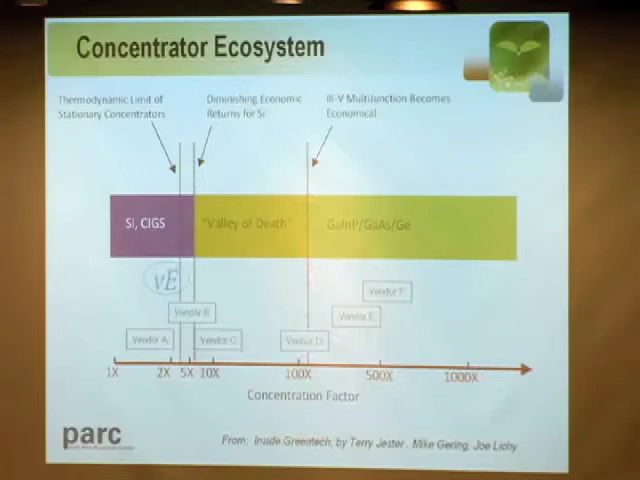 Concentrator Ecosystem
Thermodynamic Limit of
Stationary Concentrators
Diminishing Economic
Returns for Si
III-V Multifunction Becomes
Economical
Si, CIGS
"Valley of Death"
GaInP/GaAs/Ge
vE
Vendor F
Vendor B
Vendor E
Vendor A
Vendor C
Vendor D
1X 2X 5X 10X 100X 500X 1000X
Concentration Factor
parc
From: Inside Greentech, by Terry Jester, Mike Gering, Joe Lichy